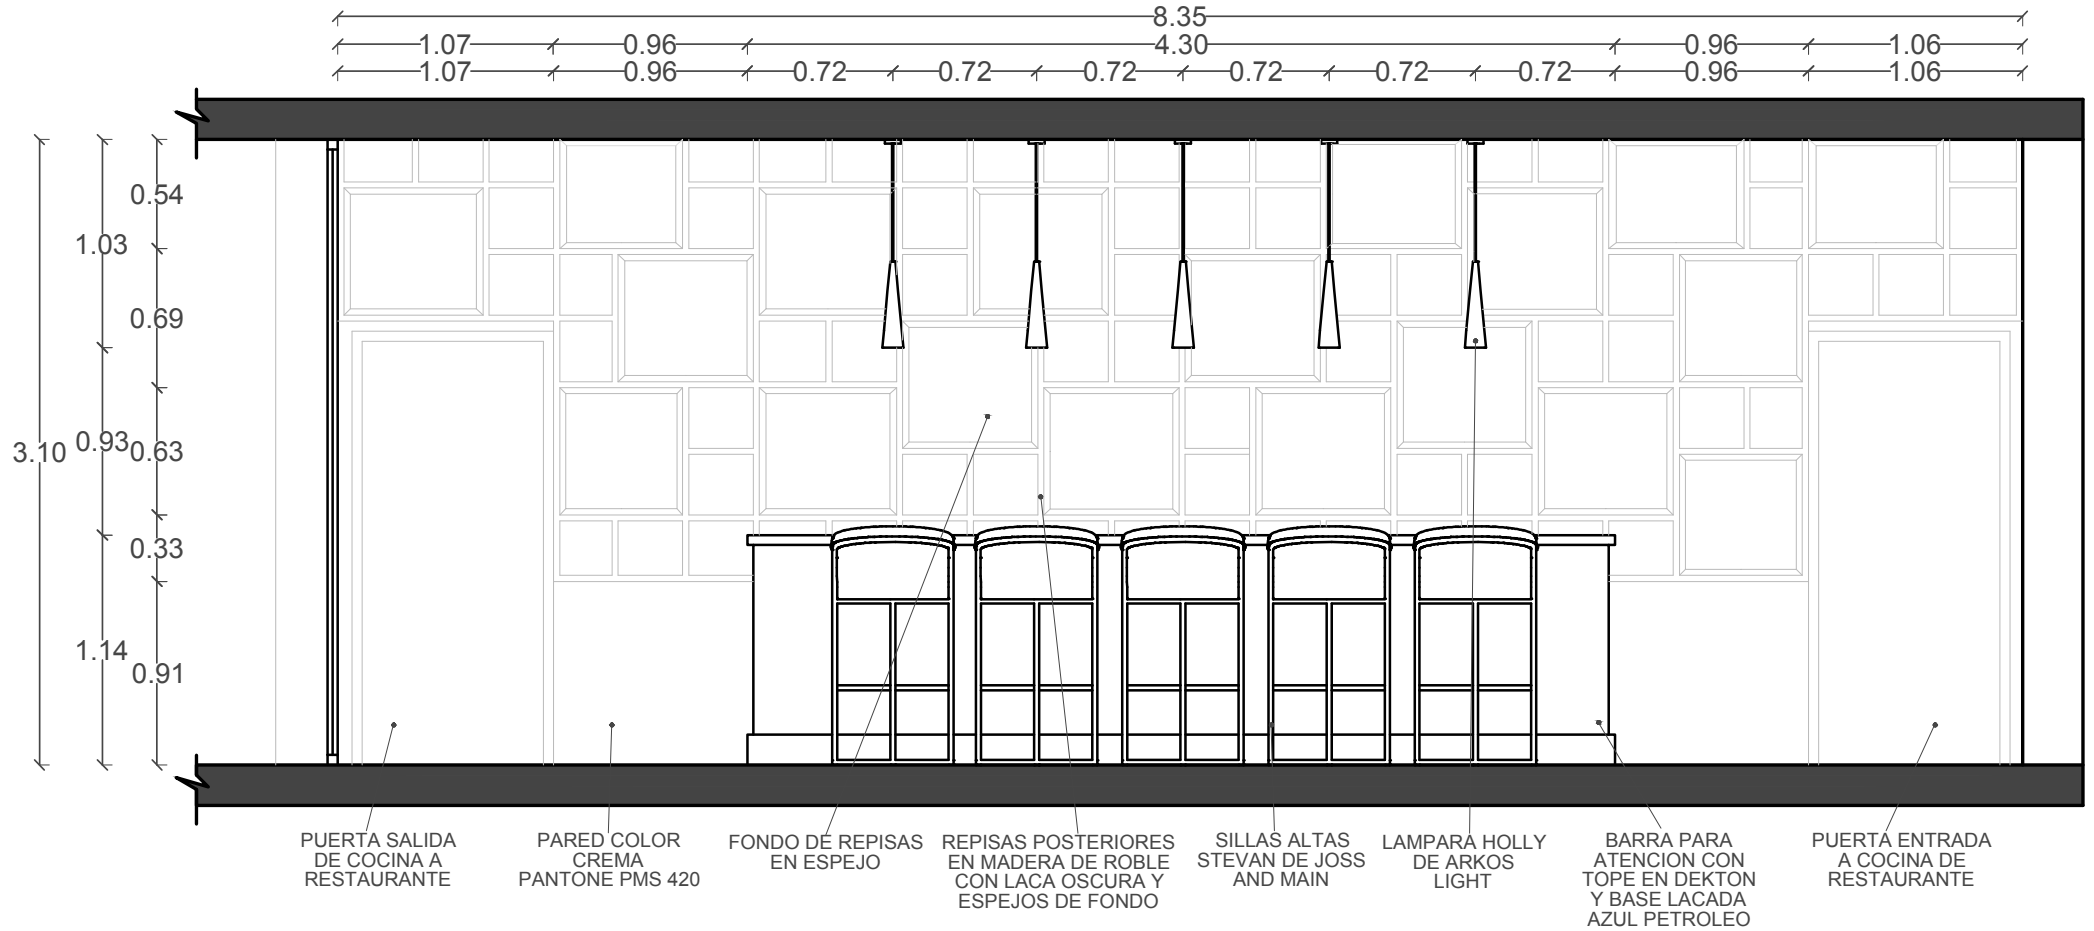 8.35
1.07 0.96 4.30 0.96 1.06
1.07 0.96 0.72 0.72 0.72 0.72 0.72 0.72 0.96 1.06
0.54
1.03
0.69
3.10 0.93 0.63
0.33
1.14
0.91
PUERTA SALIDA
DE COCINA A
RESTAURANTE
PARED COLOR
CREMA
PANTONE PMS 420
FONDO DE REPISAS
EN ESPEJO
REPISAS POSTERIORES
EN MADERA DE ROBLE
CON LACA OSCURA Y
ESPEJOS DE FONDO
SILLAS ALTAS
STEVAN DE JOSS
AND MAIN
LAMPARA HOLLY
DE ARKOS
LIGHT
BARRA PARA
ATENCION CON
TOPE EN DEKTON
Y BASE LACADA
AZUL PETROLEO
PUERTA ENTRADA
A COCINA DE
RESTAURANTE